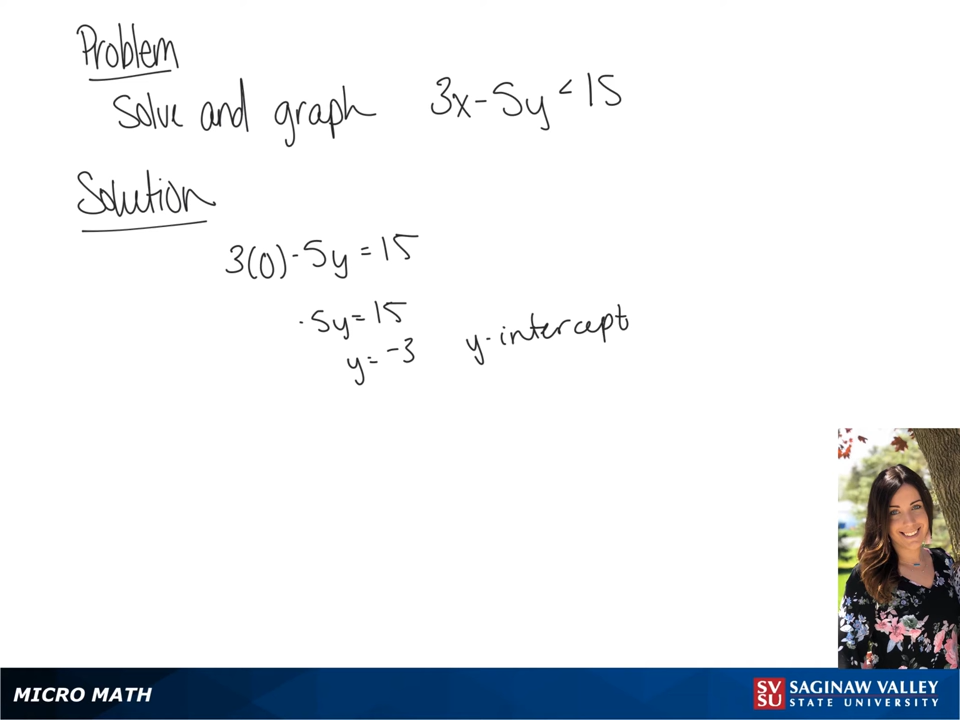 Problem
Solve and graph 3x - 5y < 15
Solution
3(0) - 5y = 15
-5y = 15
y = -3 y-intercept
MICRO MATH
SVSU SAGINAW VALLEY
STATE UNIVERSITY